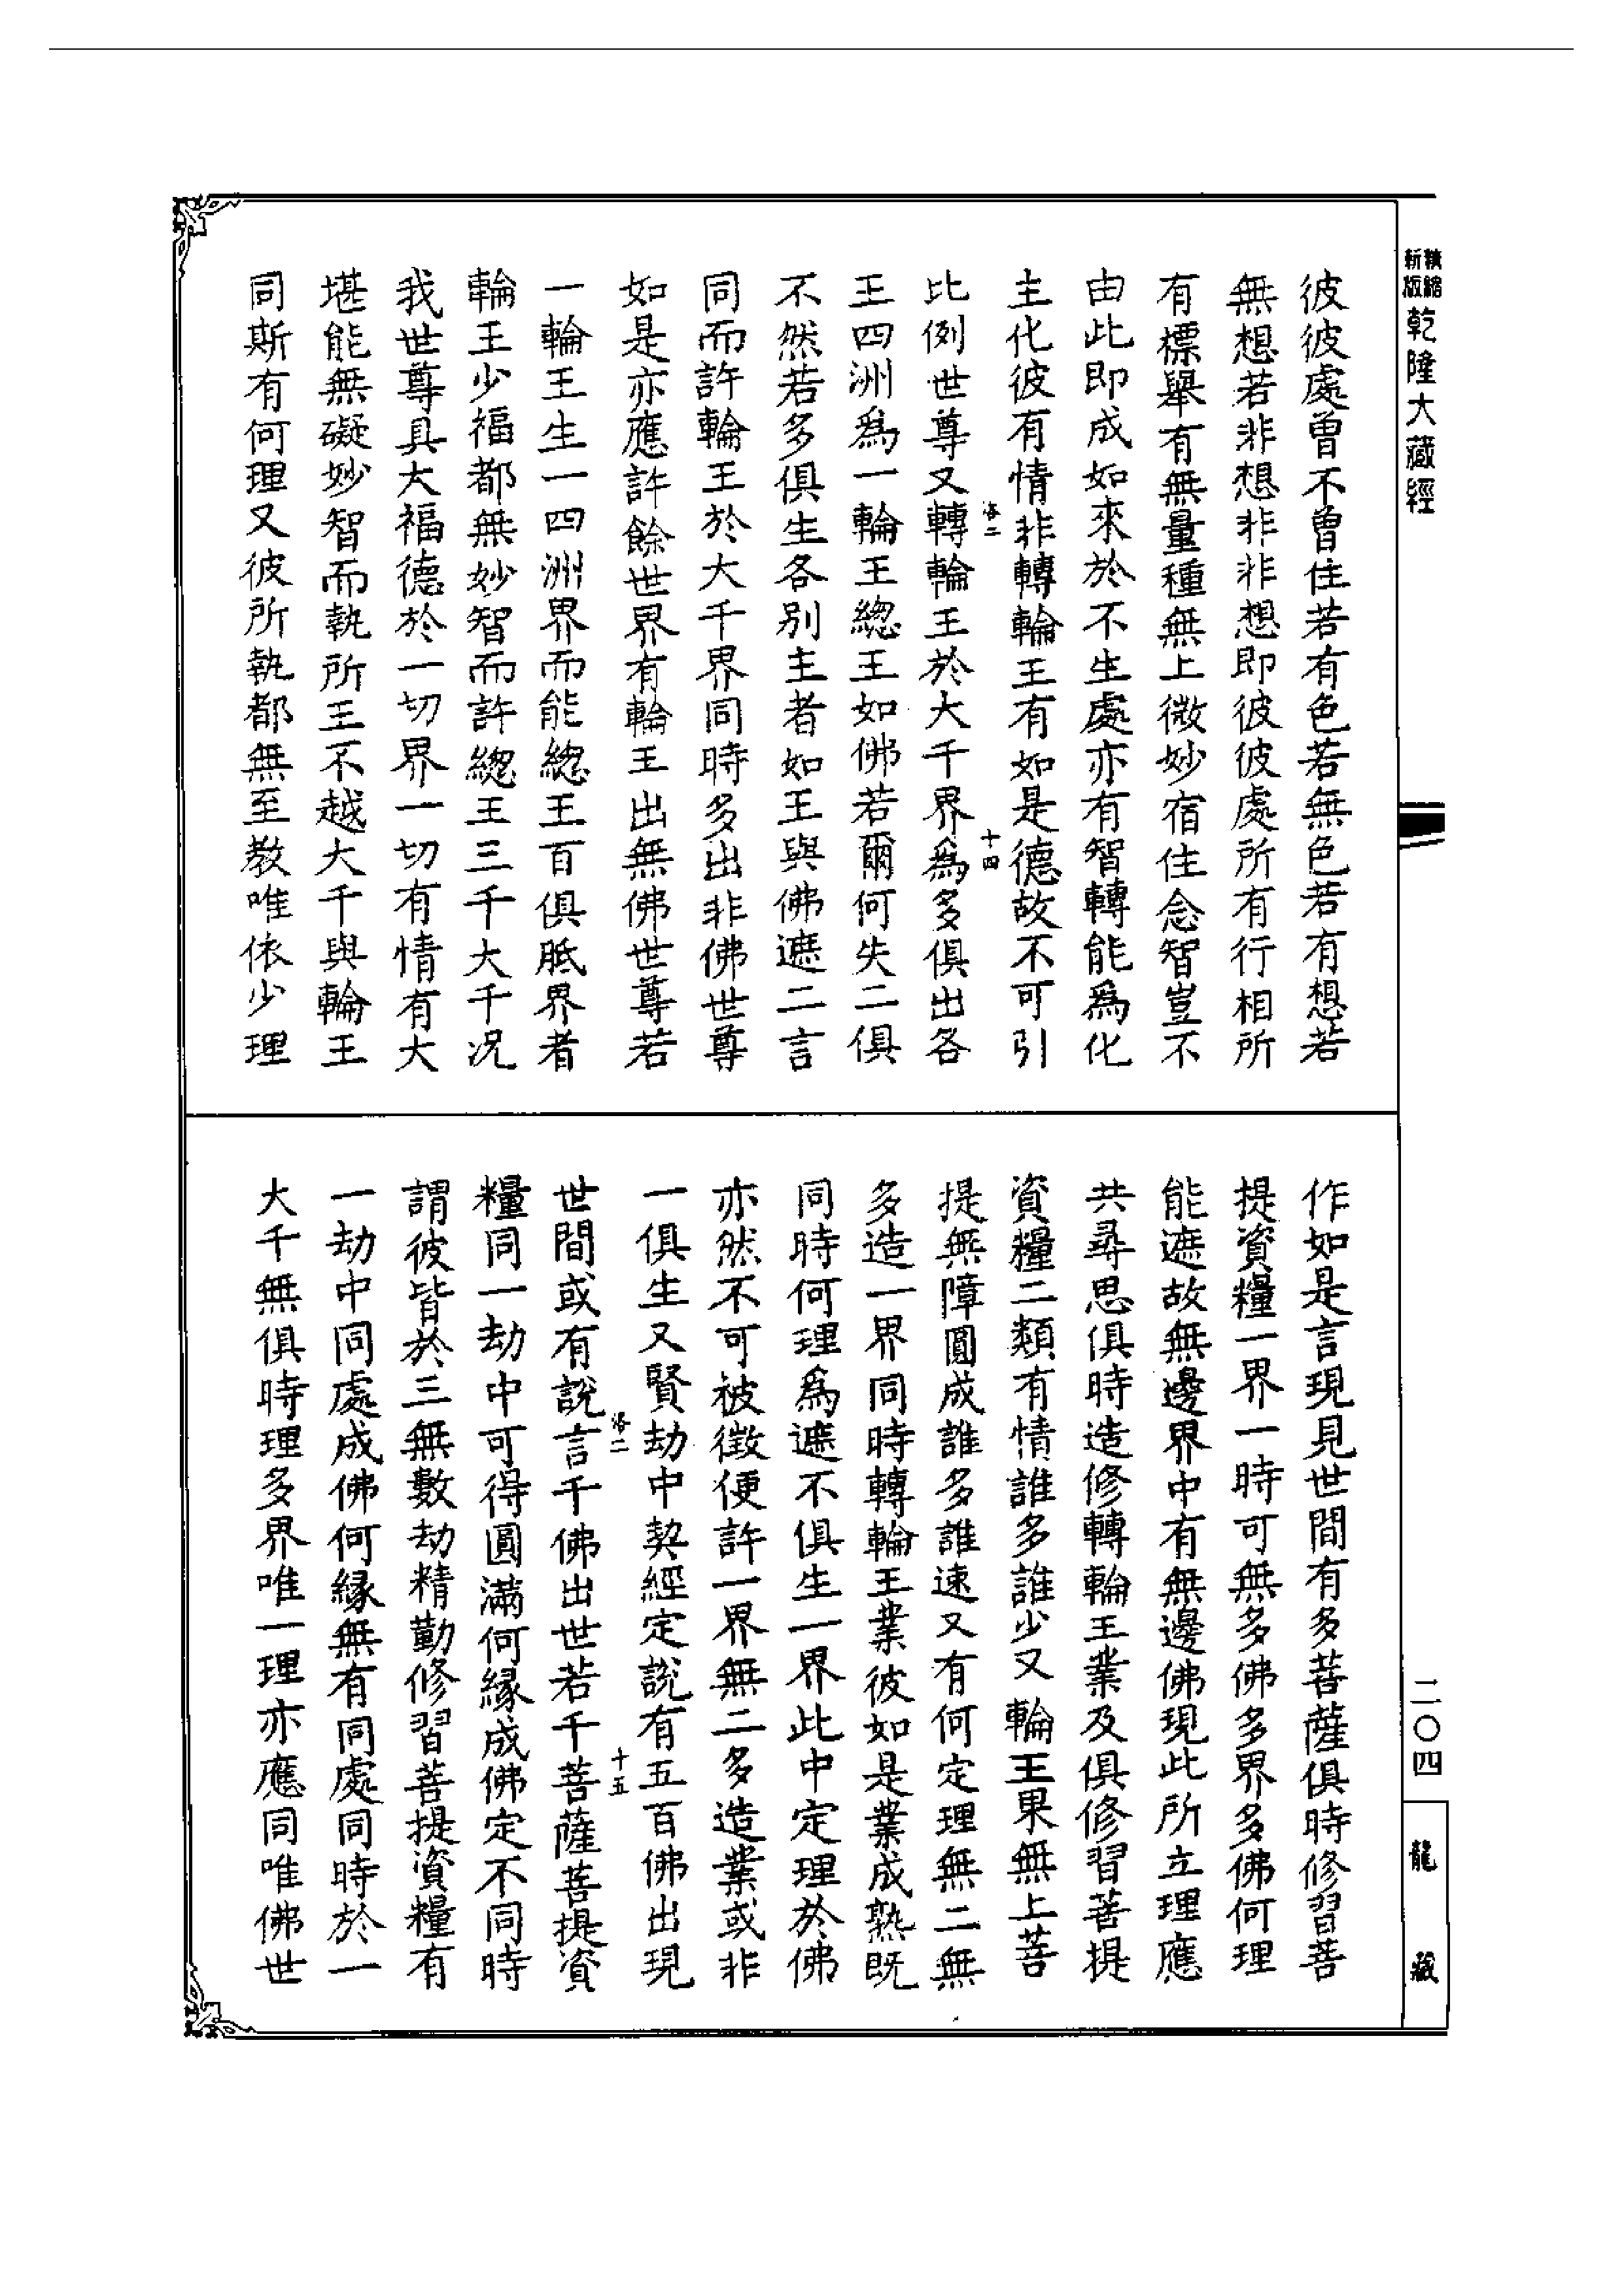 精縮
新版
乾隆大藏經
彼彼處曾不曾住若有色若無色若有想若
無想若非想非非想即彼彼處所有行相所
有標舉有無量種無上微妙宿住念智豈不
由此即成如來於不生處亦有智轉能為化
主化彼有情非轉輪王有如是德故不可引
洛二
十四
比例世尊又轉輪王於大千界為多俱出各
王四洲為一輪王總王如佛若爾何失二俱
不然若多俱生各別主者如王與佛遮二言
同而許輪王於大千界同時多出非佛世尊
如是亦應許餘世界有輪王出無佛世尊若
一輪王生一四洲界而能總王百俱胝界者
輪王少福都無妙智而許總王三千大千况
我世尊具大福德於一切界一切有情有大
堪能無礙妙智而執所王不越大千與輪王
同斯有何理又彼所執都無至教唯依少理
作如是言現見世間有多菩薩俱時修習菩
提資糧一界一時可無多佛多界多佛何理
能遮故無邊界中有無邊佛現此所立理應
共尋思俱時造修轉輪王業及俱修習菩提
資糧二類有情誰多誰少又輪王果無上菩
提無障圓成誰多誰速又有何定理無二無
多造一界同時轉輪王業彼如是業成熟既
同時何理為遮不俱生一界此中定理於佛
亦然不可被徵便許一界無二多造業或非
一俱生又賢劫中契經定說有五百佛出現
洛二
十五
世間或有說言千佛出世若千菩薩菩提資
糧同一劫中可得圓滿何緣成佛定不同時
謂彼皆於三無數劫精勤修習菩提資糧有
一劫中同處成佛何緣無有同處同時於一
大千無俱時理多界唯一理亦應同唯佛世
二〇四
龍藏